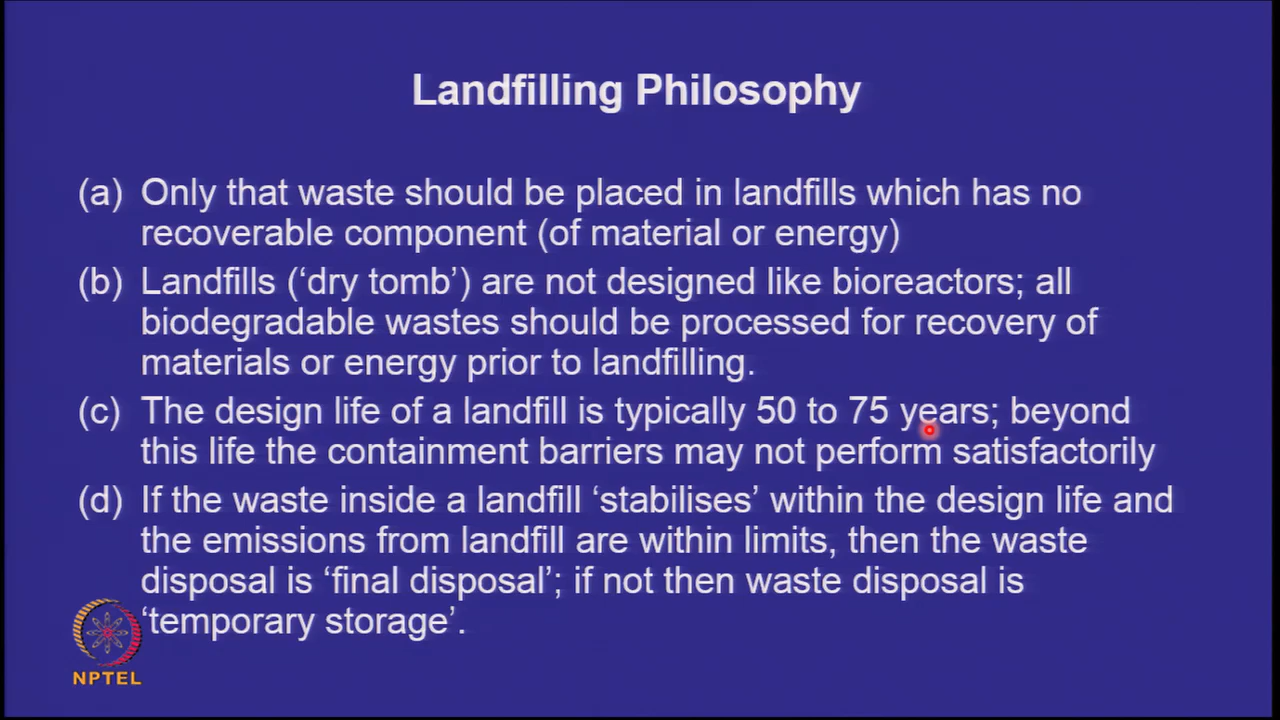 Landfilling Philosophy
(a) Only that waste should be placed in landfills which has no
recoverable component (of material or energy)
(b) Landfills (‘dry tomb’) are not designed like bioreactors; all
biodegradable wastes should be processed for recovery of
materials or energy prior to landfilling.
(c) The design life of a landfill is typically 50 to 75 years; beyond
this life the containment barriers may not perform satisfactorily
(d) If the waste inside a landfill ‘stabilises’ within the design life and
the emissions from landfill are within limits, then the waste
disposal is ‘final disposal’; if not then waste disposal is
‘temporary storage’.
NPTEL